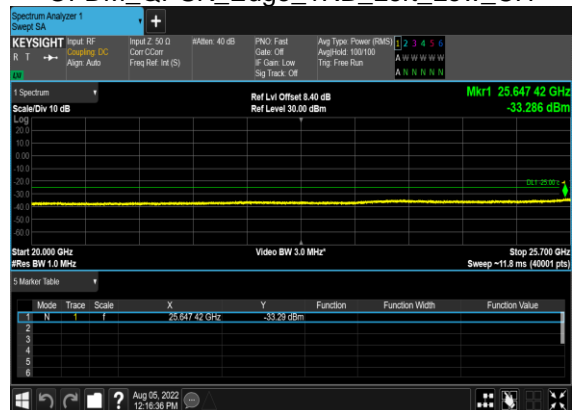 Spectrum Analyzer 1
Swept SA
KEYSIGHT Input: RF Input Z: 50 Ω #Atten: 40 dB PNO: Fast Avg Type: Power (RMS) 1 2 3 4 5 6
R T Coupling: DC Corr CCorr Gate: Off Avg|Hold: 100/100 A W W W W W
Align: Auto Freq Ref: Int (S) IF Gain: Low Trig: Free Run
LW Sig Track: Off A N N N N N
1 Spectrum Ref Lvl Offset 8.40 dB Mkr1 25.647 42 GHz
Scale/Div 10 dB Ref Level 30.00 dBm -33.286 dBm
Log
20.0
10.0
0.00
-10.0
-20.0
DL1 -25.00
-30.0
-40.0
-50.0
-60.0
Start 20.000 GHz Video BW 3.0 MHz* Stop 25.700 GHz
#Res BW 1.0 MHz Sweep ~11.8 ms (40001 pts)
5 Marker Table
Mode Trace Scale X Y Function Function Width Function Value
1 N 1 f 25.647 42 GHz -33.29 dBm
2
3
4
5
6
? Aug 05, 2022
12:16:36 PM